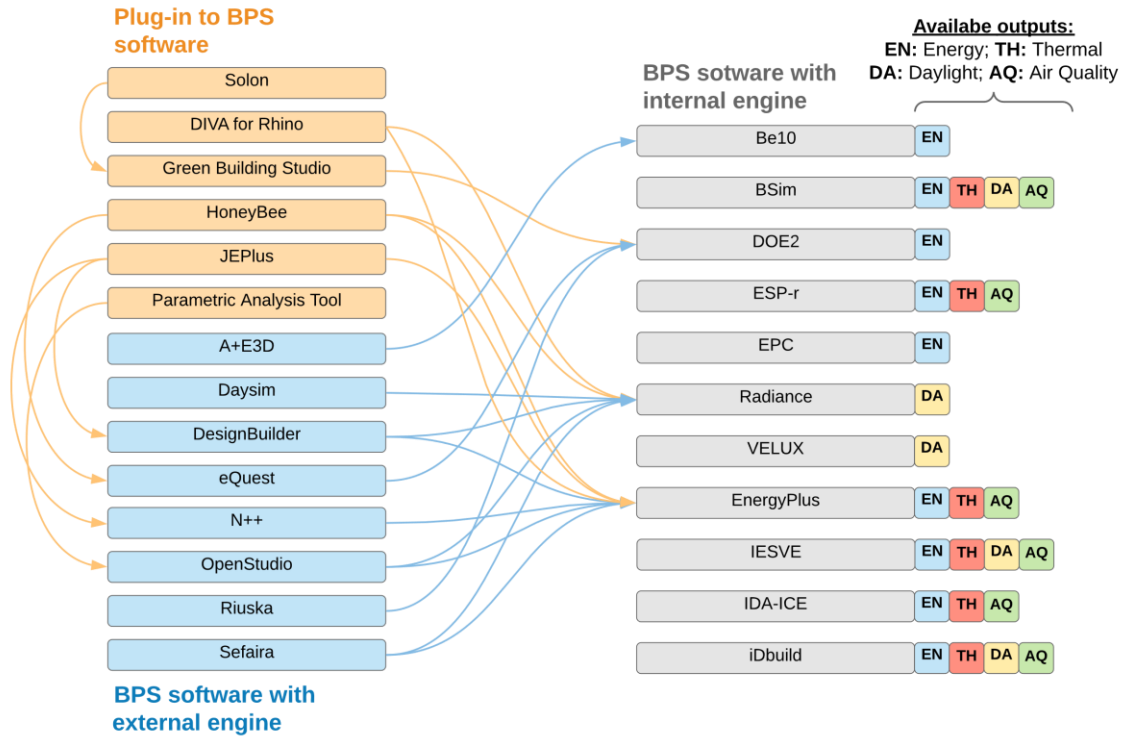 Plug-in to BPS
software
Solon
DIVA for Rhino
Green Building Studio
HoneyBee
JEPlus
Parametric Analysis Tool
A+E3D
Daysim
DesignBuilder
eQuest
N++
OpenStudio
Riuska
Sefaira
BPS software with
external engine
BPS sotware with
internal engine
Availabe outputs:
EN: Energy; TH: Thermal
DA: Daylight; AQ: Air Quality
Be10 EN
BSim EN TH DA AQ
DOE2 EN
ESP-r EN TH AQ
EPC EN
Radiance DA
VELUX DA
EnergyPlus EN TH AQ
IESVE EN TH DA AQ
IDA-ICE EN TH AQ
iDbuild EN TH DA AQ